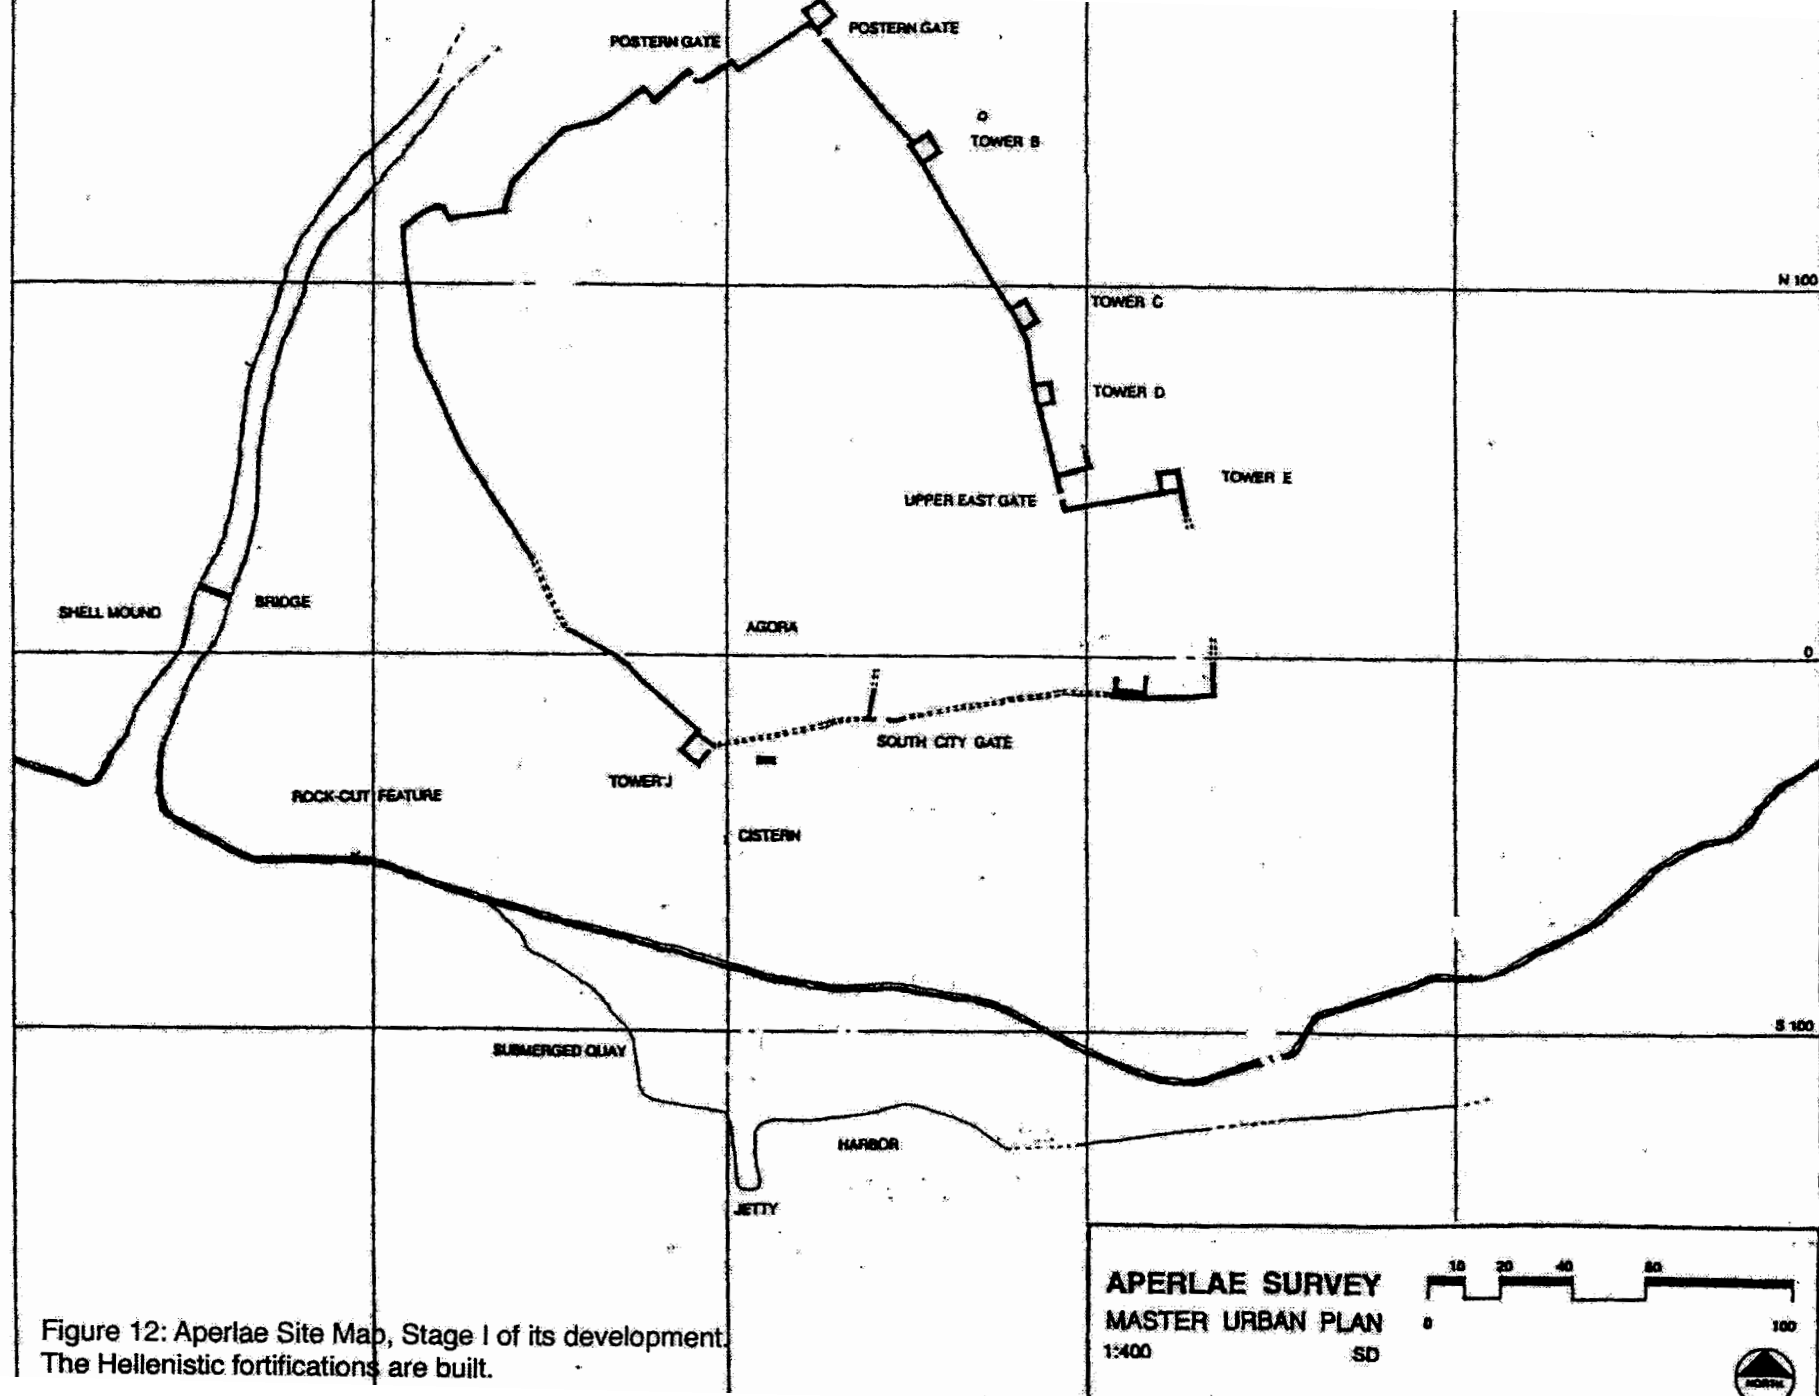 POSTERN GATE
POSTERN GATE
TOWER B
N 100
TOWER C
TOWER D
TOWER E
UPPER EAST GATE
SHELL MOUND
BRIDGE
AGORA
0
SOUTH CITY GATE
TOWER J
ROCK-CUT FEATURE
CISTERN
S 100
SUBMERGED QUAY
HARBOR
JETTY
APERLAE SURVEY
MASTER URBAN PLAN
1:400 SD
10 20 40
0 100
NORTH
Figure 12: Aperlae Site Map, Stage I of its development.
The Hellenistic fortifications are built.